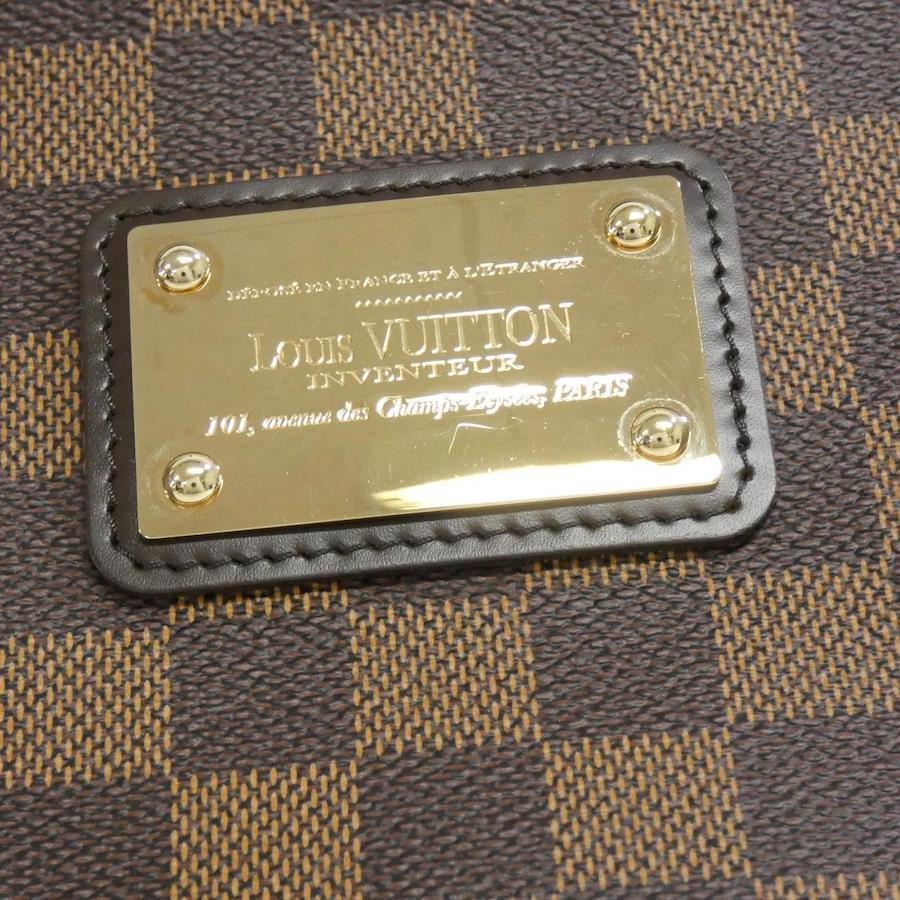 DÉPOSÉ EN FRANCE ET À L'ÉTRANGER
LOUIS VUITTON
INVENTEUR
101, avenue des Champs-Elysées, PARIS